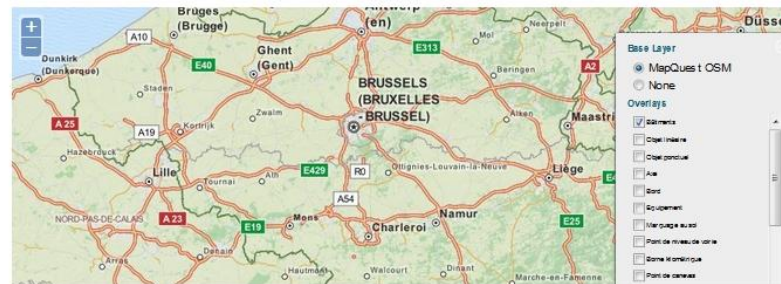 Bruges
(Brugge)
Antwerp
(en)
Neerpelt
Düsse
A10
Mol
E313
Ghent
(Gent)
Dunkirk
(Dunkerque)
E40
A2
Beringen
Staden
BRUSSELS
(BRUXELLES
- BRUSSEL)
Zwalm
Alken
Maastri
A 25
A19
Kortrijk
Hazebrouck
Lille
Tournai
Ath
E429
R0
Ottignies-Louvain-la-Neuve
Liège
A54
NORD-PAS-DE-CALAIS
A 23
E19
Mons
Charleroi
Namur
E25
Arras
Denain
Hautmont
Walcourt
Dinant
Marche-en-Famenne
Base Layer
MapQuest OSM
None
Overlays
Bâtiments
Objet linéaire
Objet ponctuel
Axe
Bord
Equipement
Marquage au sol
Point de niveau de voirie
Borne kilométrique
Point de canevas